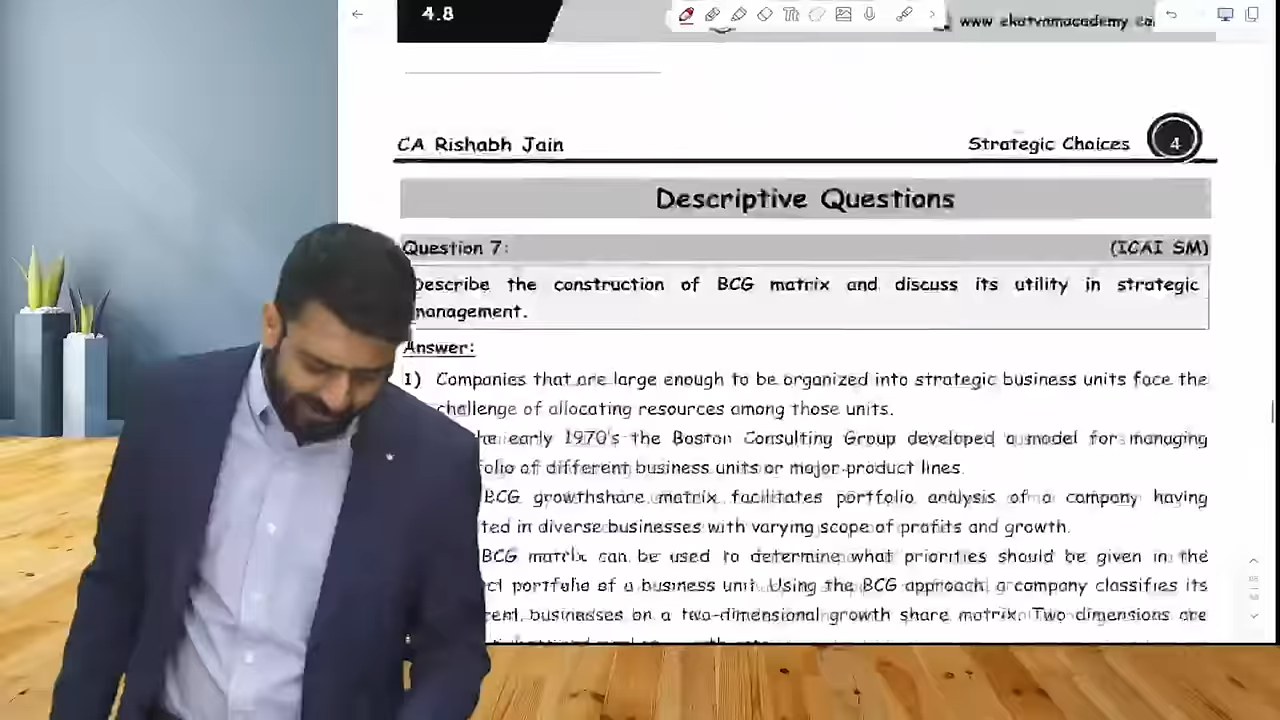 4.8
www
CA Rishabh Jain
Strategic Choices 4
Descriptive Questions
Question 7: (ICAI SM)
Describe the construction of BCG matrix and discuss its utility in strategic
management.
Answer:
1) Companies that are large enough to be organized into strategic business units face the
challenge of allocating resources among those units.
he early 1970's the Boston Consulting Group developed a model for managing
folio of different business units or major product lines.
BCG growthshare matrix facilitates portfolio analysis of a company having
ted in diverse businesses with varying scope of profits and growth.
BCG matrix can be used to determine what priorities should be given in the
ct portfolio of a business unit. Using the BCG approach, a company classifies its
businesses on a two-dimensional growth share matrix. Two dimensions are